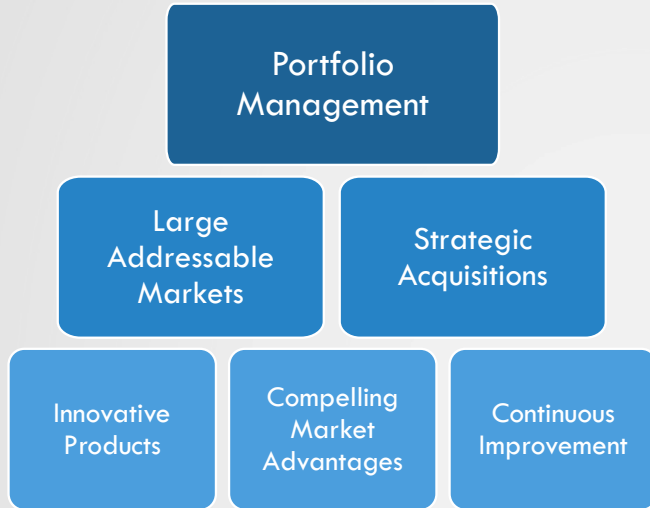 Portfolio
Management
Large
Addressable
Markets
Strategic
Acquisitions
Innovative
Products
Compelling
Market
Advantages
Continuous
Improvement